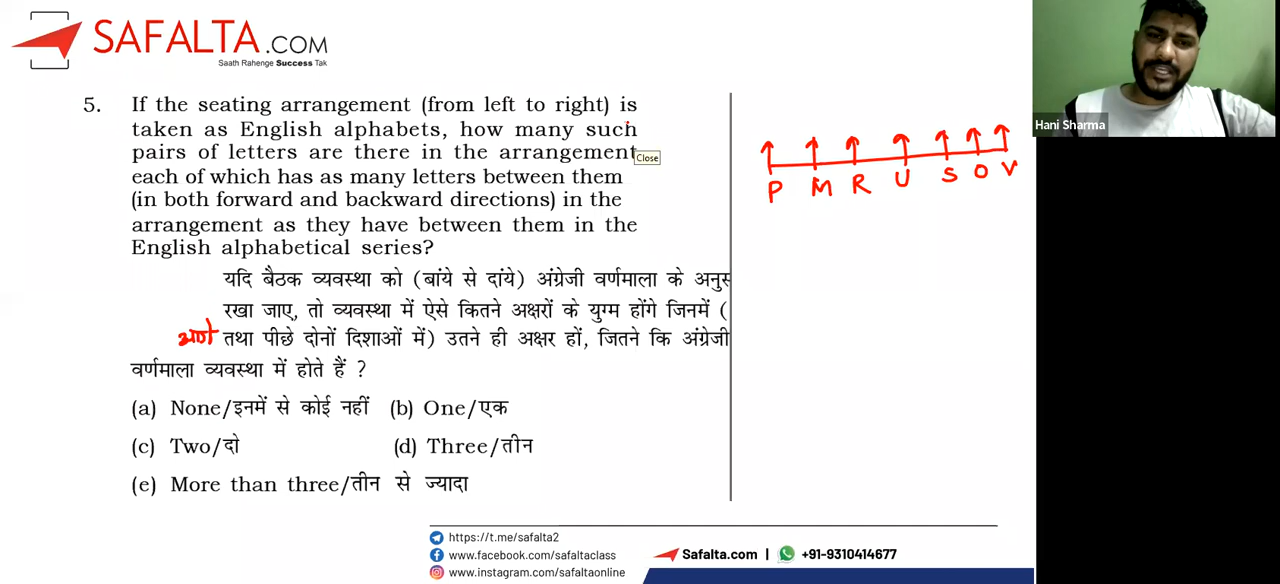 SAFALTA.COM
Saath Rahenge Success Tak
Hani Sharma
5. If the seating arrangement (from left to right) is
taken as English alphabets, how many such
pairs of letters are there in the arrangement
each of which has as many letters between them
(in both forward and backward directions) in the
arrangement as they have between them in the
English alphabetical series?
Close
यदि बैठक व्यवस्था को (बांये से दांये) अंग्रेजी वर्णमाला के अनुस
रखा जाए, तो व्यवस्था में ऐसे कितने अक्षरों के युग्म होंगे जिनमें (
तथा पीछे दोनों दिशाओं में) उतने ही अक्षर हों, जितने कि अंग्रेजी
वर्णमाला व्यवस्था में होते हैं ?
(a) None/इनमें से कोई नहीं (b) One/एक
(c) Two/दो (d) Three/तीन
(e) More than three/तीन से ज्यादा
P M R U S O V
https://t.me/safalta2
www.facebook.com/safaltaclass
www.instagram.com/safaltaonline
Safalta.com | +91-9310414677